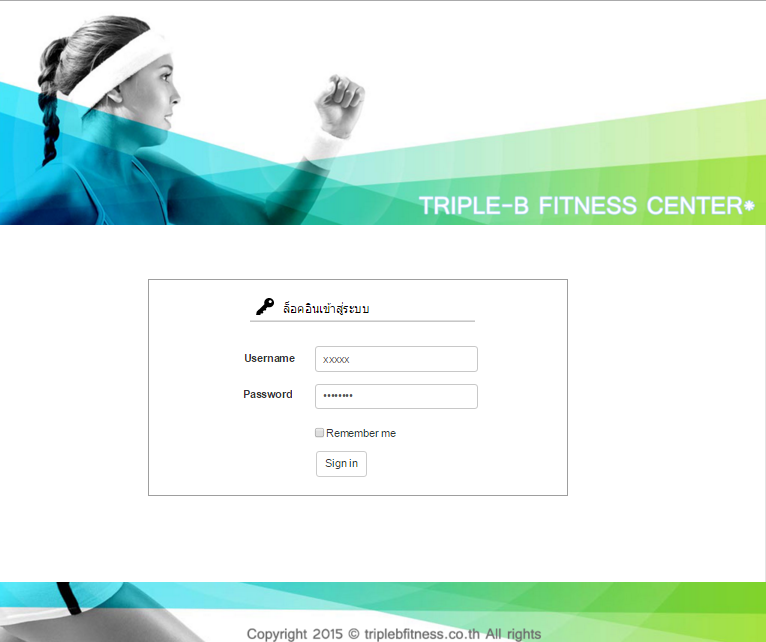 TRIPLE-B FITNESS CENTER
ล็อคอินเข้าสู่ระบบ
Username xxxxx
Password ••••••••
Remember me
Sign in
Copyright 2015 © triplebfitness.co.th All rights